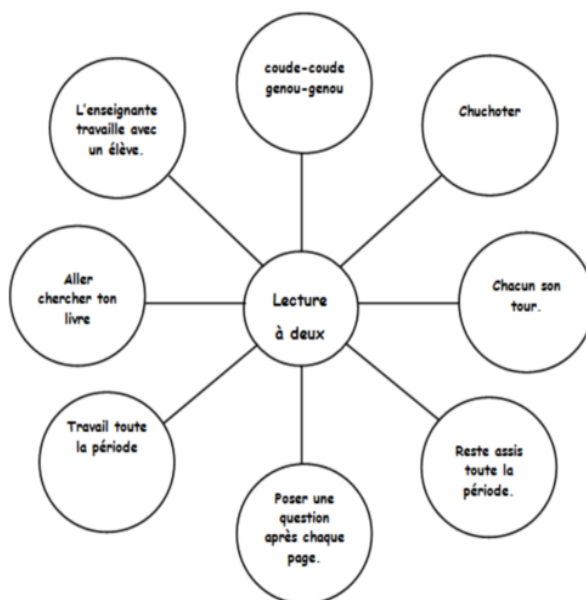 coude-coude
genou-genou
Chuchoter
Chacun son
tour.
Reste assis
toute la
période.
Poser une
question
après chaque
page.
Travail toute
la période
Aller
chercher ton
livre
L'enseignante
travaille avec
un élève.
Lecture
à deux